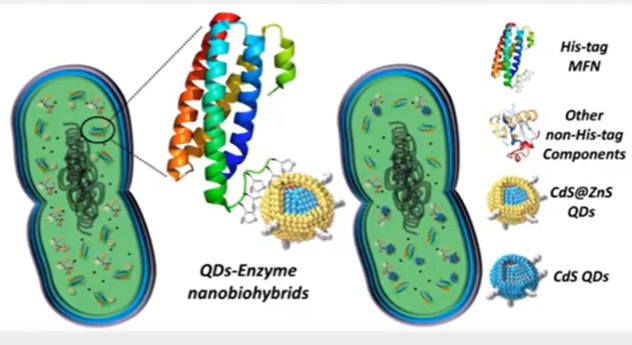 His-tag
MFN
Other
non-His-tag
Components
CdS@ZnS
QDs
CdS QDs
QDs-Enzyme
nanobiohybrids